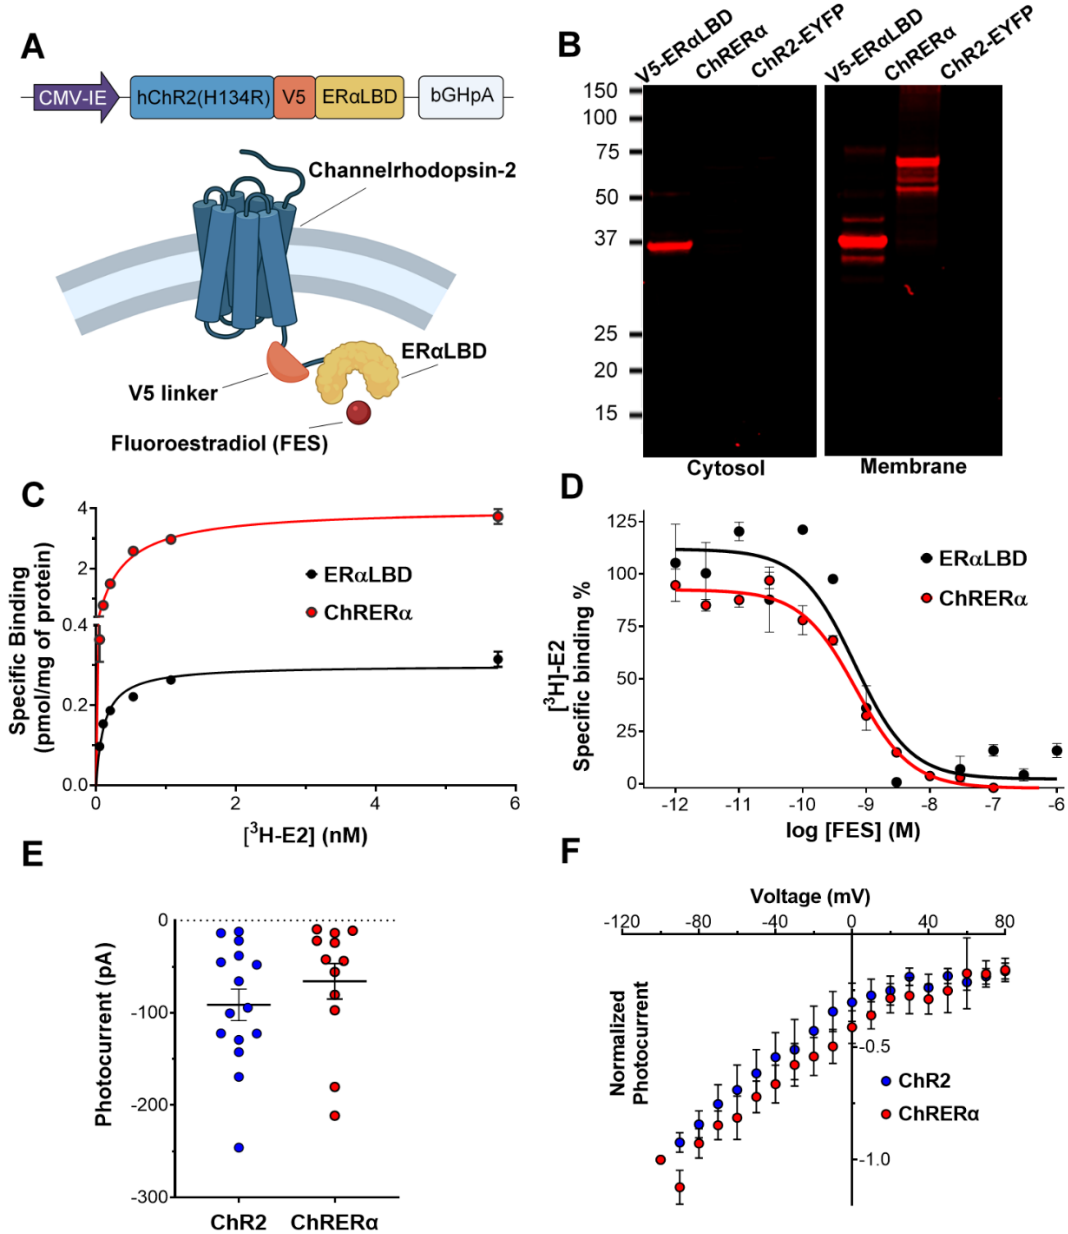 A
CMV-IE hChR2(H134R) V5 ERαLBD bGHpA
Channelrhodopsin-2
ERαLBD
V5 linker
Fluoroestradiol (FES)
B
V5-ERαLBD ChRERα ChR2-EYFP V5-ERαLBD ChRERα ChR2-EYFP
150
100
75
50
37
25
20
15
Cytosol Membrane
C
Specific Binding
(pmol/mg of protein)
4
2
0.4
0.2
0.0
ERαLBD
ChRERα
0 2 4 6
[³H-E2] (nM)
D
[³H]-E2
Specific binding %
125
100
75
50
25
0
ERαLBD
ChRERα
-12 -11 -10 -9 -8 -7 -6
log [FES] (M)
E
Photocurrent (pA)
0
-100
-200
-300
ChR2 ChRERα
F
Voltage (mV)
-120 -80 -40 0 40 80
Normalized
Photocurrent
-0.5
-1.0
ChR2
ChRERα